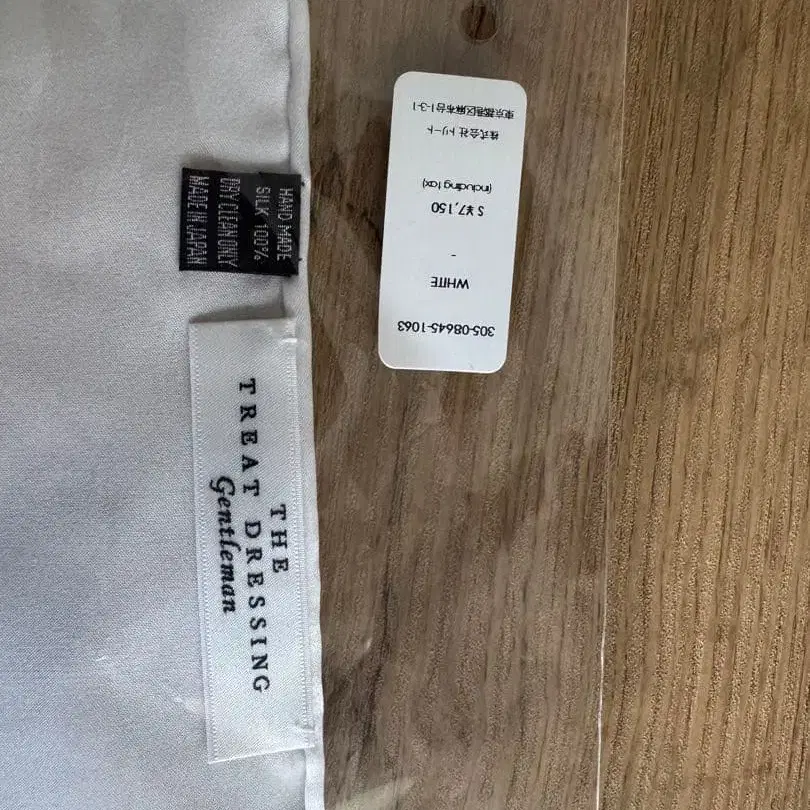 HAND MADE
SILK 100%
DRY CLEAN ONLY
MADE IN JAPAN
THE
TREAT DRESSING
Gentleman
305-08645-1063
WHITE
-
S ¥7,150
(including tax)
株式会社 トリート
東京都港区麻布台1-3-1